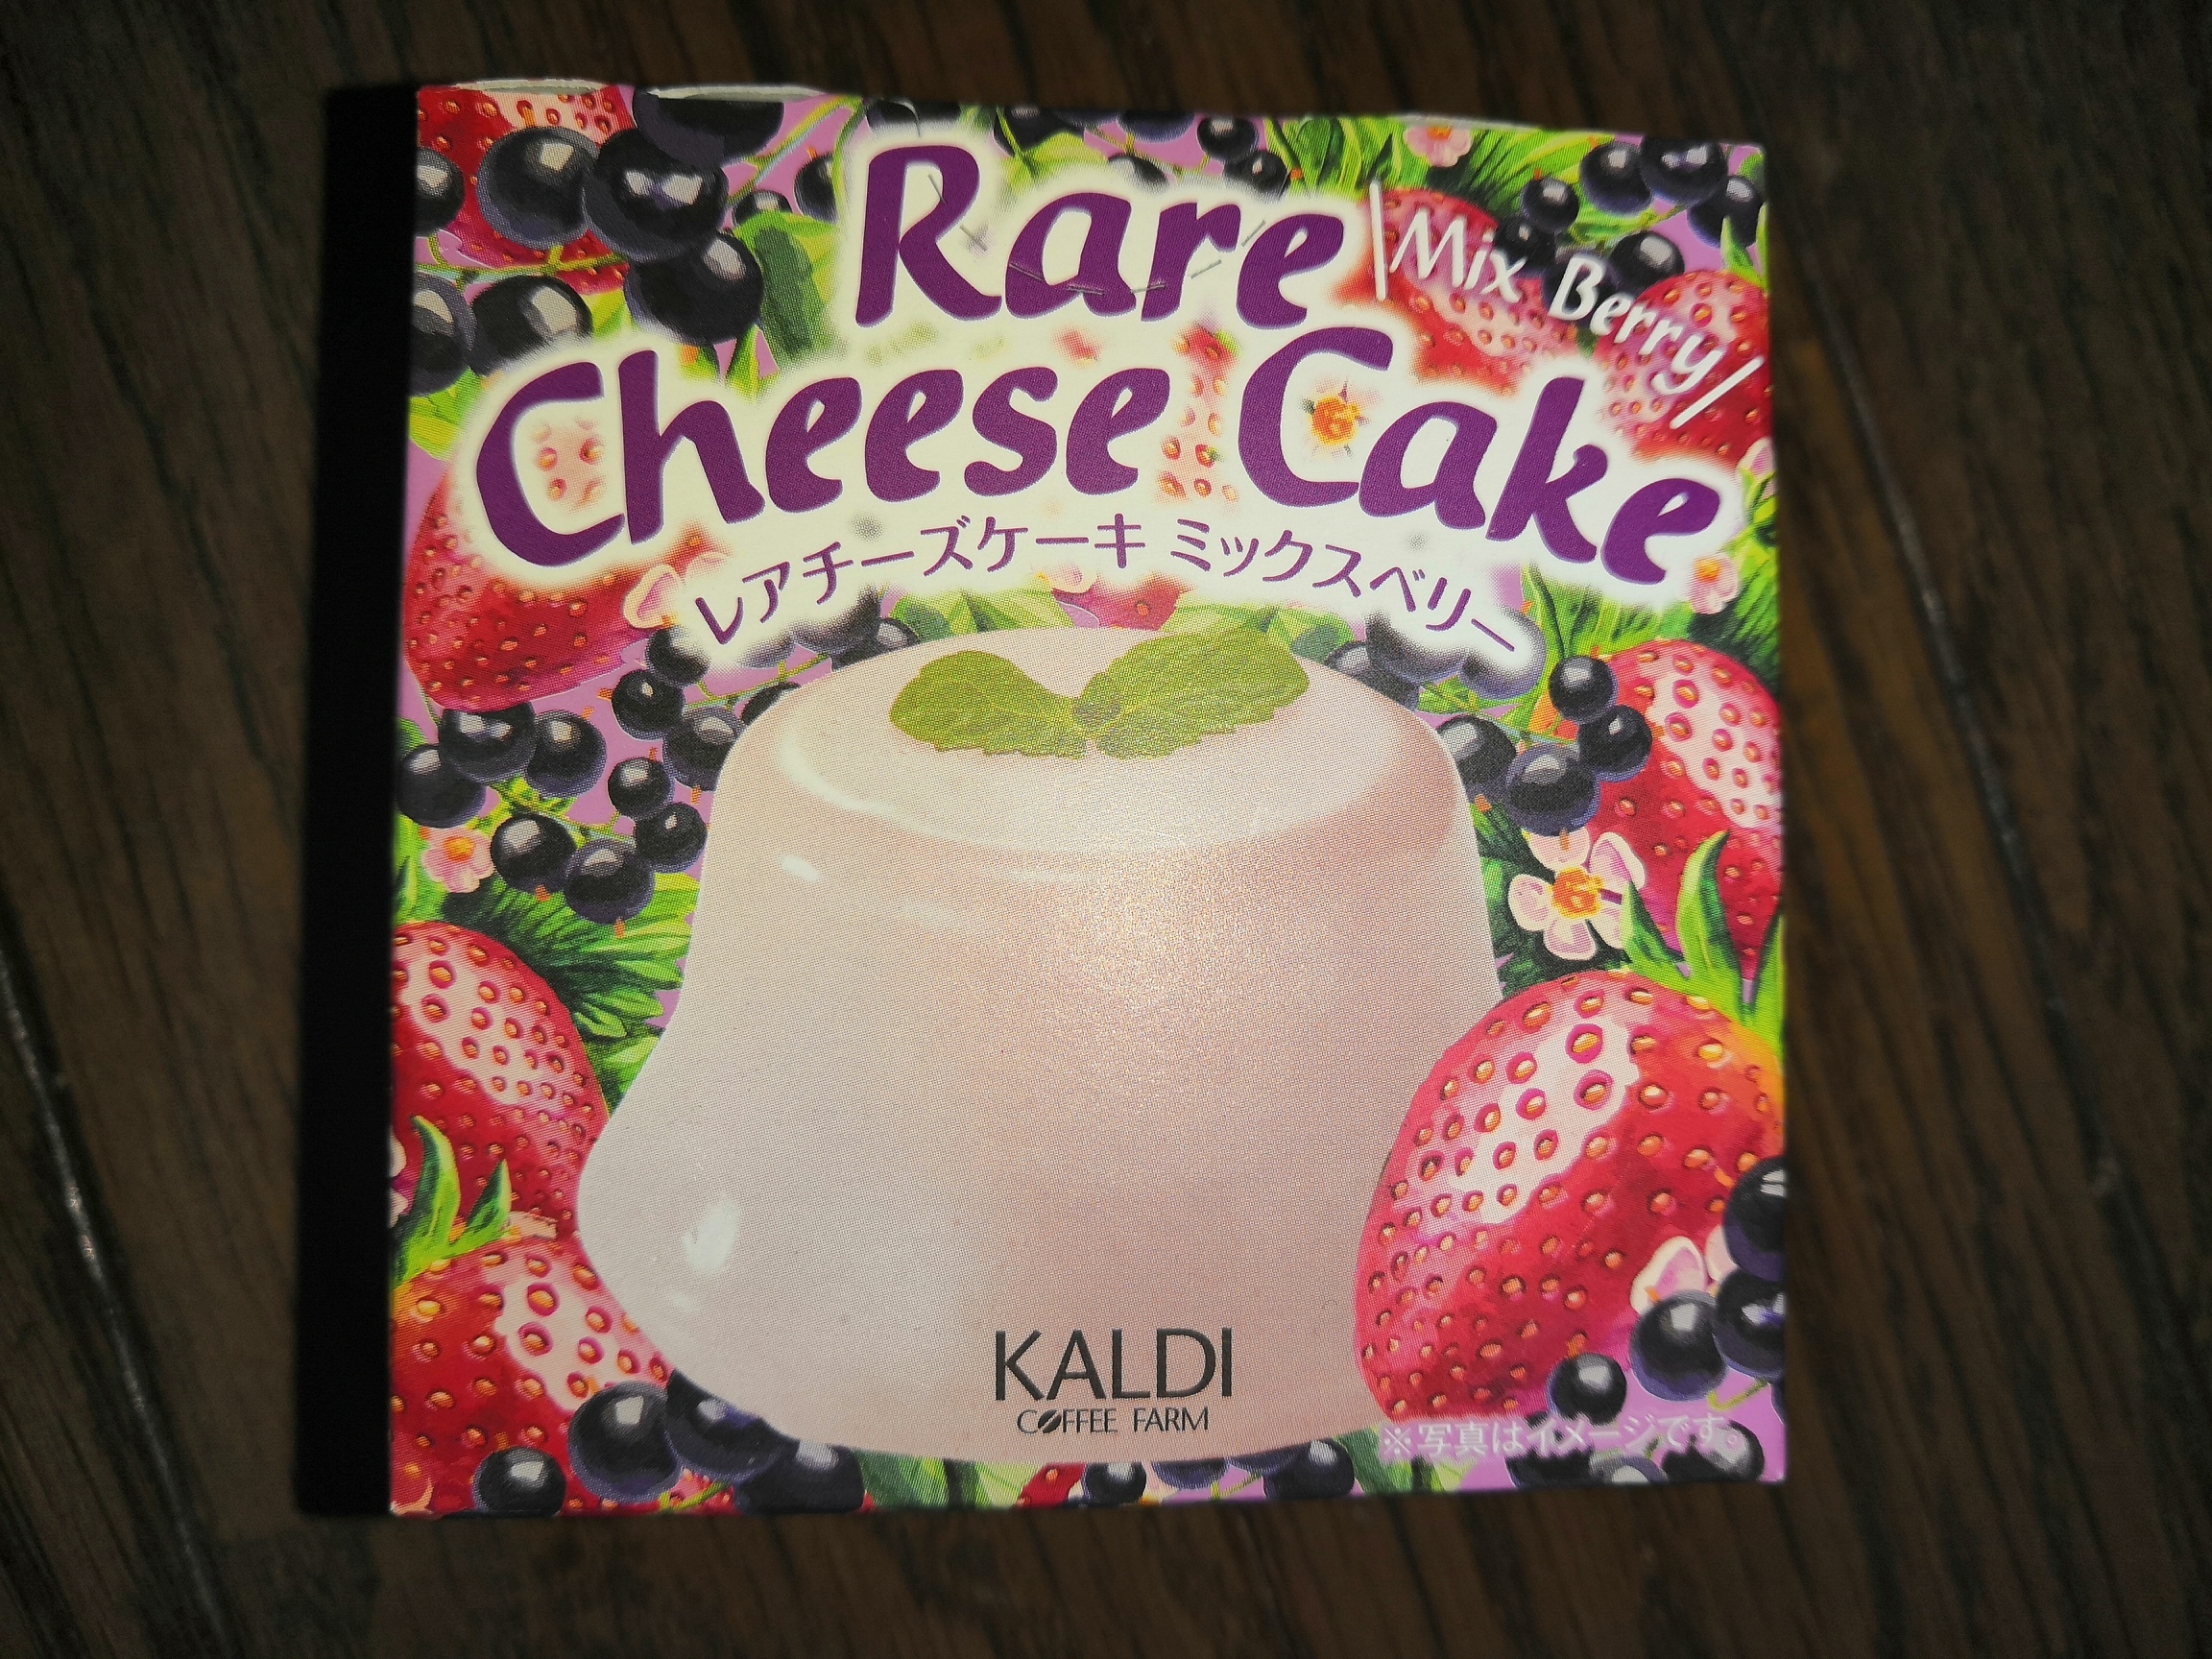 Rare
Mix Berry
Cheese Cake
レアチーズケーキ ミックスベリー
KALDI
COFFEE FARM
※写真はイメージです。